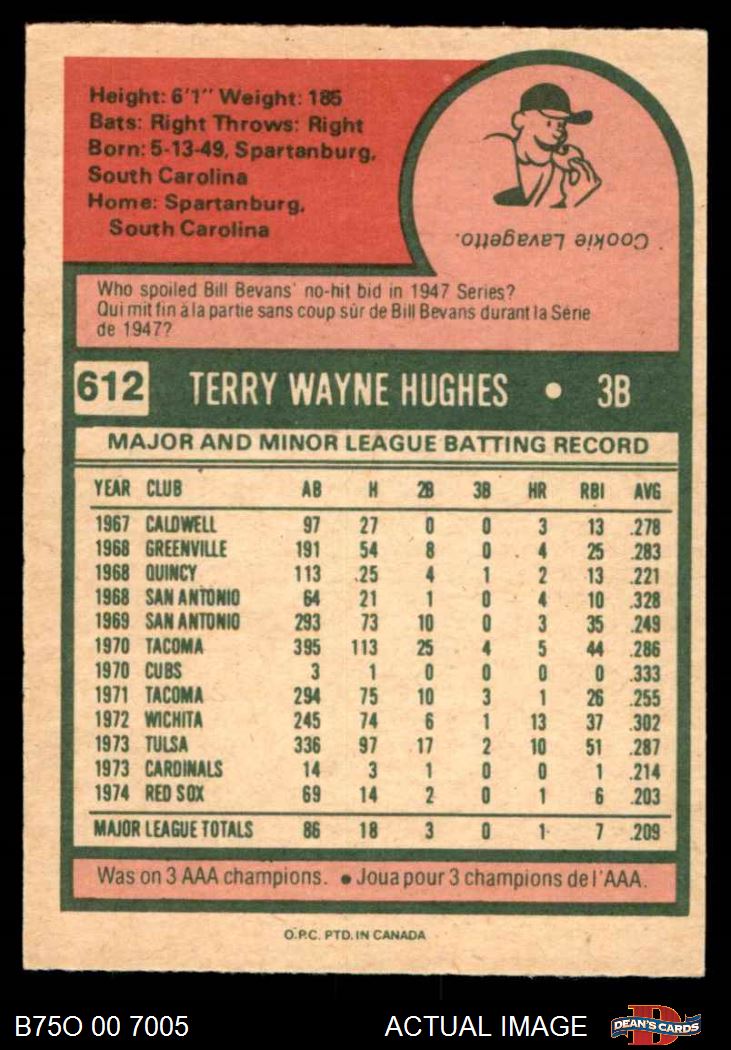 Height: 6'1" Weight: 185
Bats: Right Throws: Right
Born: 5-13-49, Spartanburg,
South Carolina
Home: Spartanburg,
South Carolina
Cookie Lavagetto.
Who spoiled Bill Bevans' no-hit bid in 1947 Series?
Qui mit fin à la partie sans coup sûr de Bill Bevans durant la Série
de 1947?
612 TERRY WAYNE HUGHES • 3B
MAJOR AND MINOR LEAGUE BATTING RECORD
YEAR CLUB AB H 2B 3B HR RBI AVG
1967 CALDWELL 97 27 0 0 3 13 .278
1968 GREENVILLE 191 54 8 0 4 25 .283
1968 QUINCY 113 .25 4 1 2 13 .221
1968 SAN ANTONIO 64 21 1 0 4 10 .328
1969 SAN ANTONIO 293 73 10 0 3 35 .249
1970 TACOMA 395 113 25 4 5 44 .286
1970 CUBS 3 1 0 0 0 0 .333
1971 TACOMA 294 75 10 3 1 26 .255
1972 WICHITA 245 74 6 1 13 37 .302
1973 TULSA 336 97 17 2 10 51 .287
1973 CARDINALS 14 3 1 0 0 1 .214
1974 RED SOX 69 14 2 0 1 6 .203
MAJOR LEAGUE TOTALS 86 18 3 0 1 7 .209
Was on 3 AAA champions. • Joua pour 3 champions de l'AAA.
O.P.C. PTD. IN CANADA
B75O 00 7005 ACTUAL IMAGE D DEAN'S CARDS